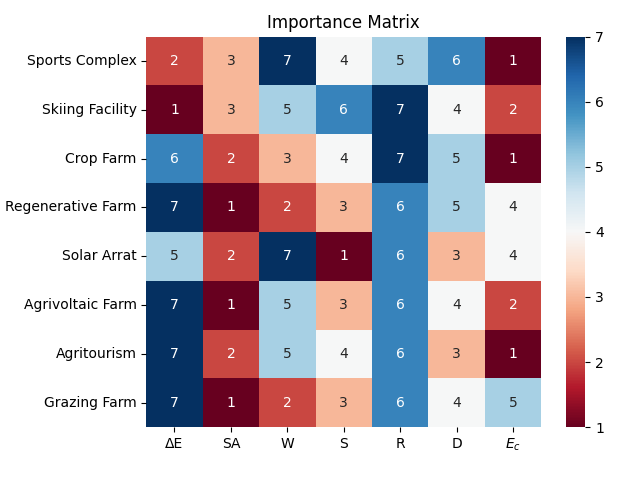 Importance Matrix
Sports Complex 2 3 7 4 5 6 1
Skiing Facility 1 3 5 6 7 4 2
Crop Farm 6 2 3 4 7 5 1
Regenerative Farm 7 1 2 3 6 5 4
Solar Arrat 5 2 7 1 6 3 4
Agrivoltaic Farm 7 1 5 3 6 4 2
Agritourism 7 2 5 4 6 3 1
Grazing Farm 7 1 2 3 6 4 5
ΔE SA W S R D E_c
7
6
5
4
3
2
1